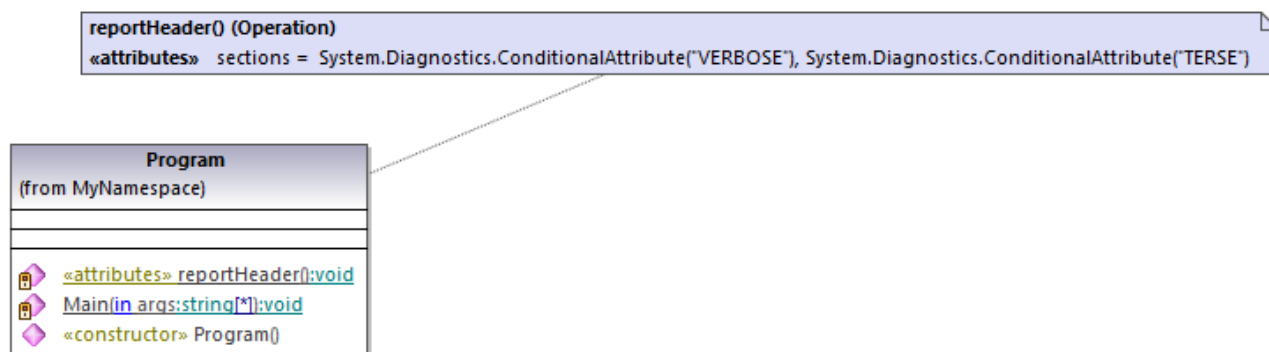 reportHeader() (Operation)
«attributes» sections = System.Diagnostics.ConditionalAttribute("VERBOSE"), System.Diagnostics.ConditionalAttribute("TERSE")
Program
(from MyNamespace)
«attributes» reportHeader():void
Main(in args:string[*]):void
«constructor» Program()